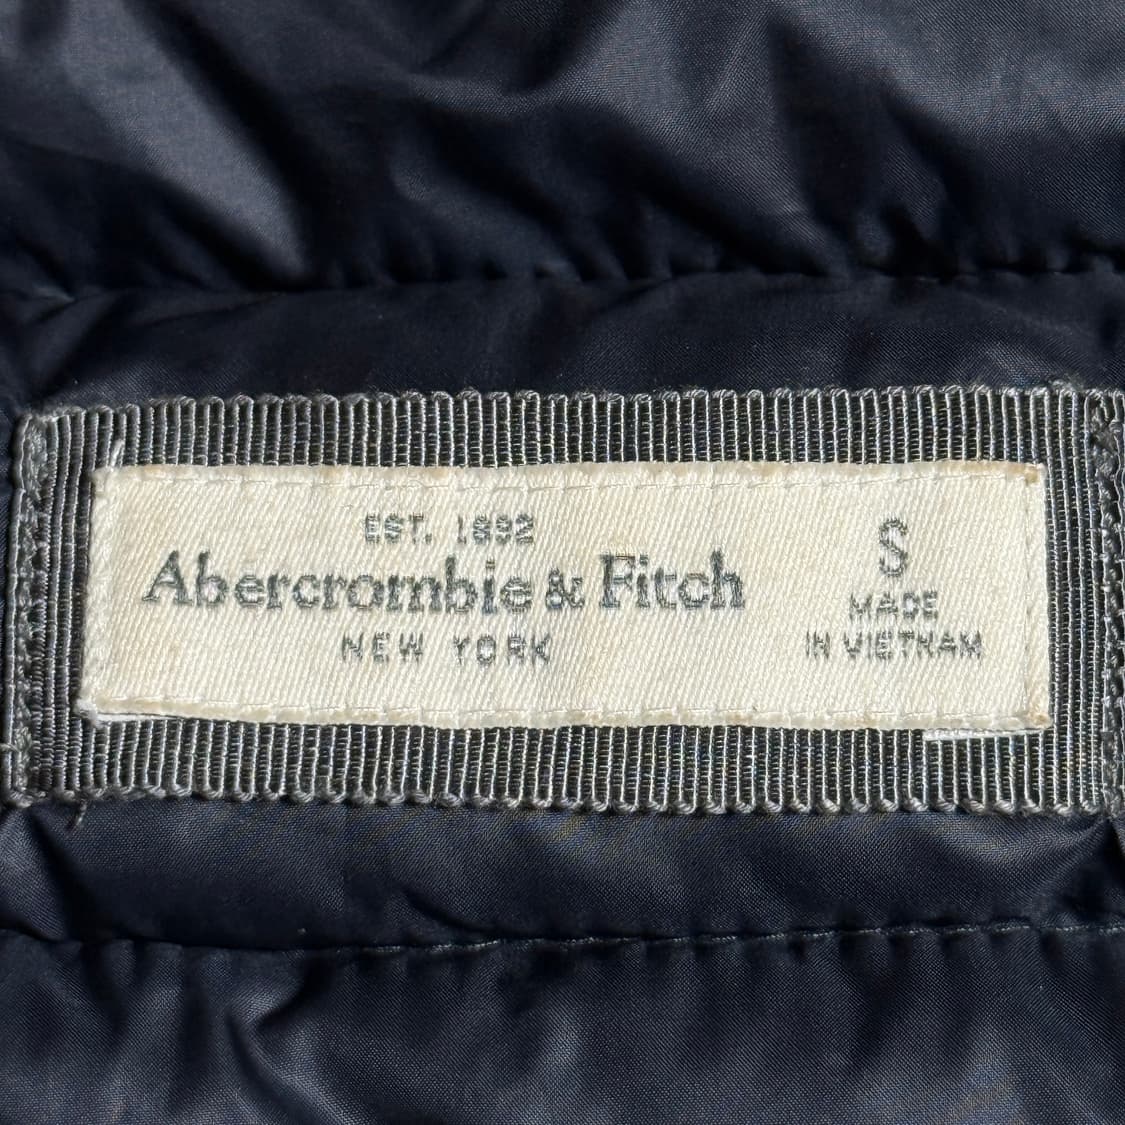 EST. 1892
Abercrombie & Fitch
NEW YORK
S
MADE
IN VIETNAM